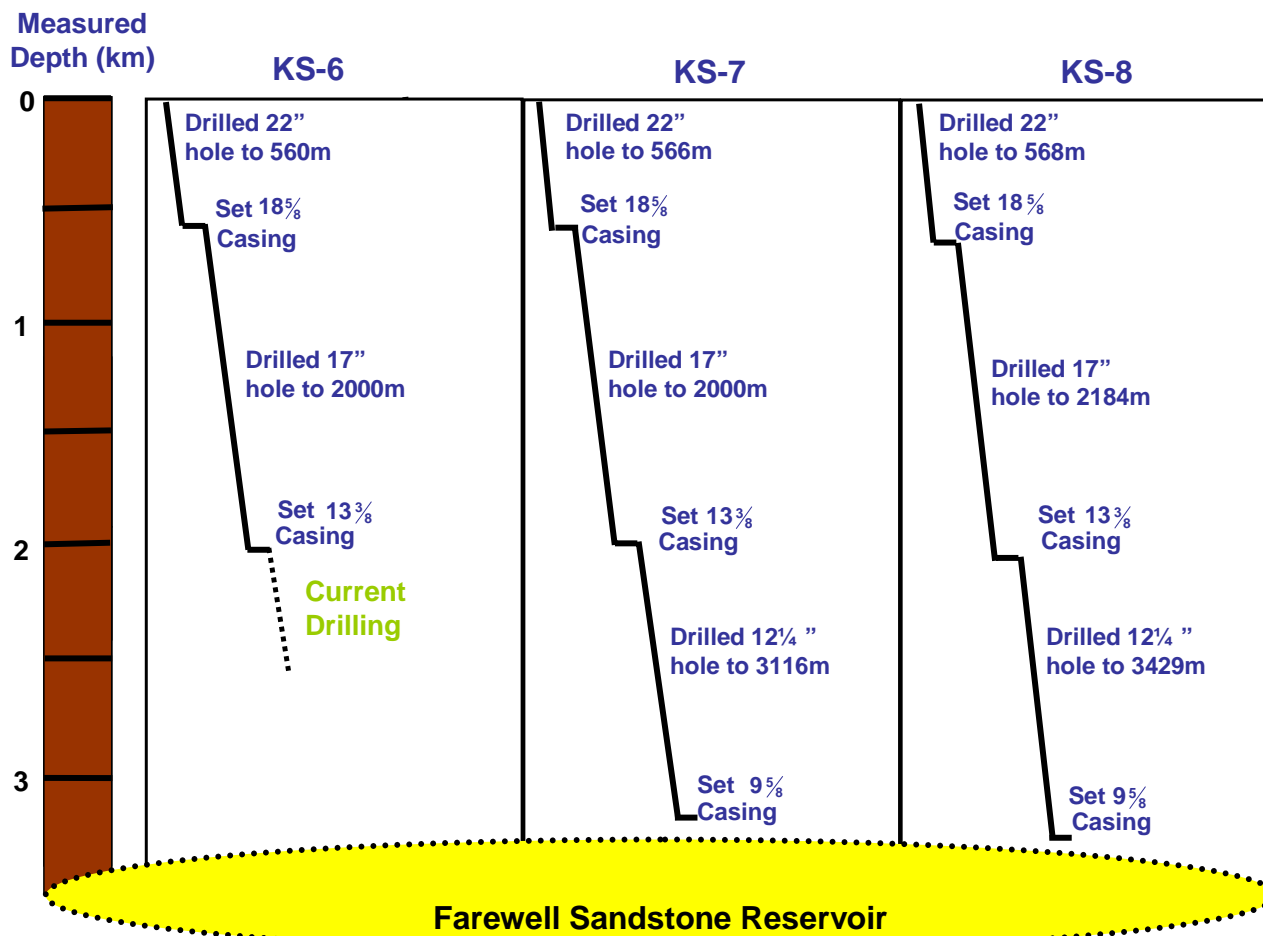 Measured
Depth (km)
0
1
2
3
KS-6
Drilled 22”
hole to 560m
Set 18⅝
Casing
Drilled 17”
hole to 2000m
Set 13⅜
Casing
Current
Drilling
KS-7
Drilled 22”
hole to 566m
Set 18⅝
Casing
Drilled 17”
hole to 2000m
Set 13⅜
Casing
Drilled 12¼ ”
hole to 3116m
Set 9⅝
Casing
KS-8
Drilled 22”
hole to 568m
Set 18⅝
Casing
Drilled 17”
hole to 2184m
Set 13⅜
Casing
Drilled 12¼ ”
hole to 3429m
Set 9⅝
Casing
Farewell Sandstone Reservoir